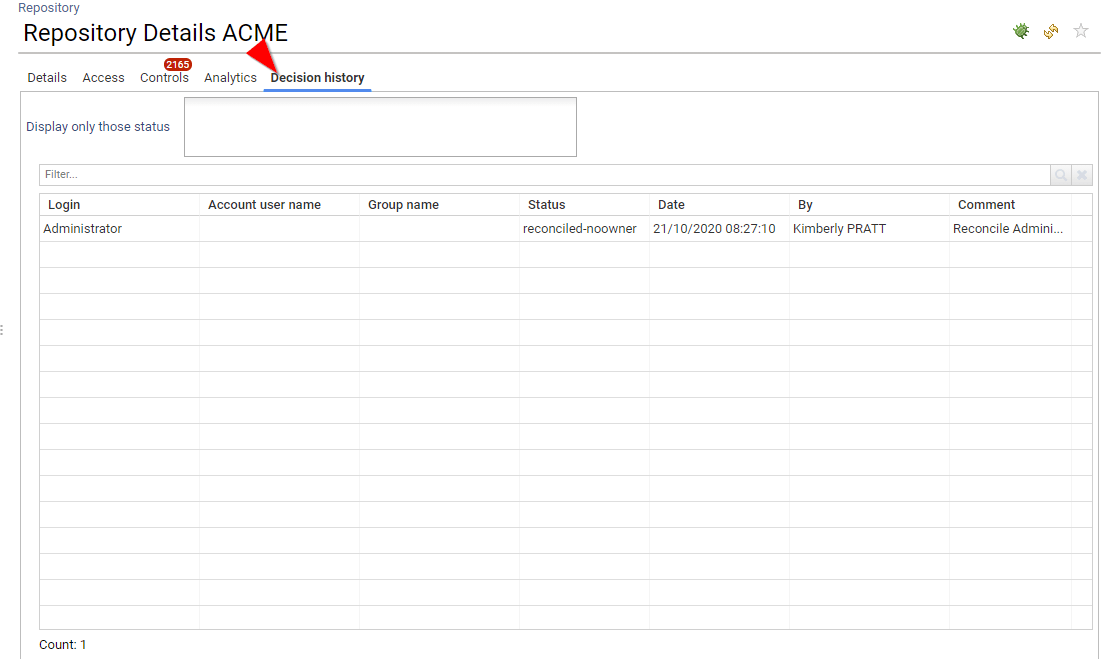 Repository
Repository Details ACME
2165
Details Access Controls Analytics Decision history
Display only those status
Filter...
Login Account user name Group name Status Date By Comment
Administrator reconciled-noowner 21/10/2020 08:27:10 Kimberly PRATT Reconcile Admini...
Count: 1